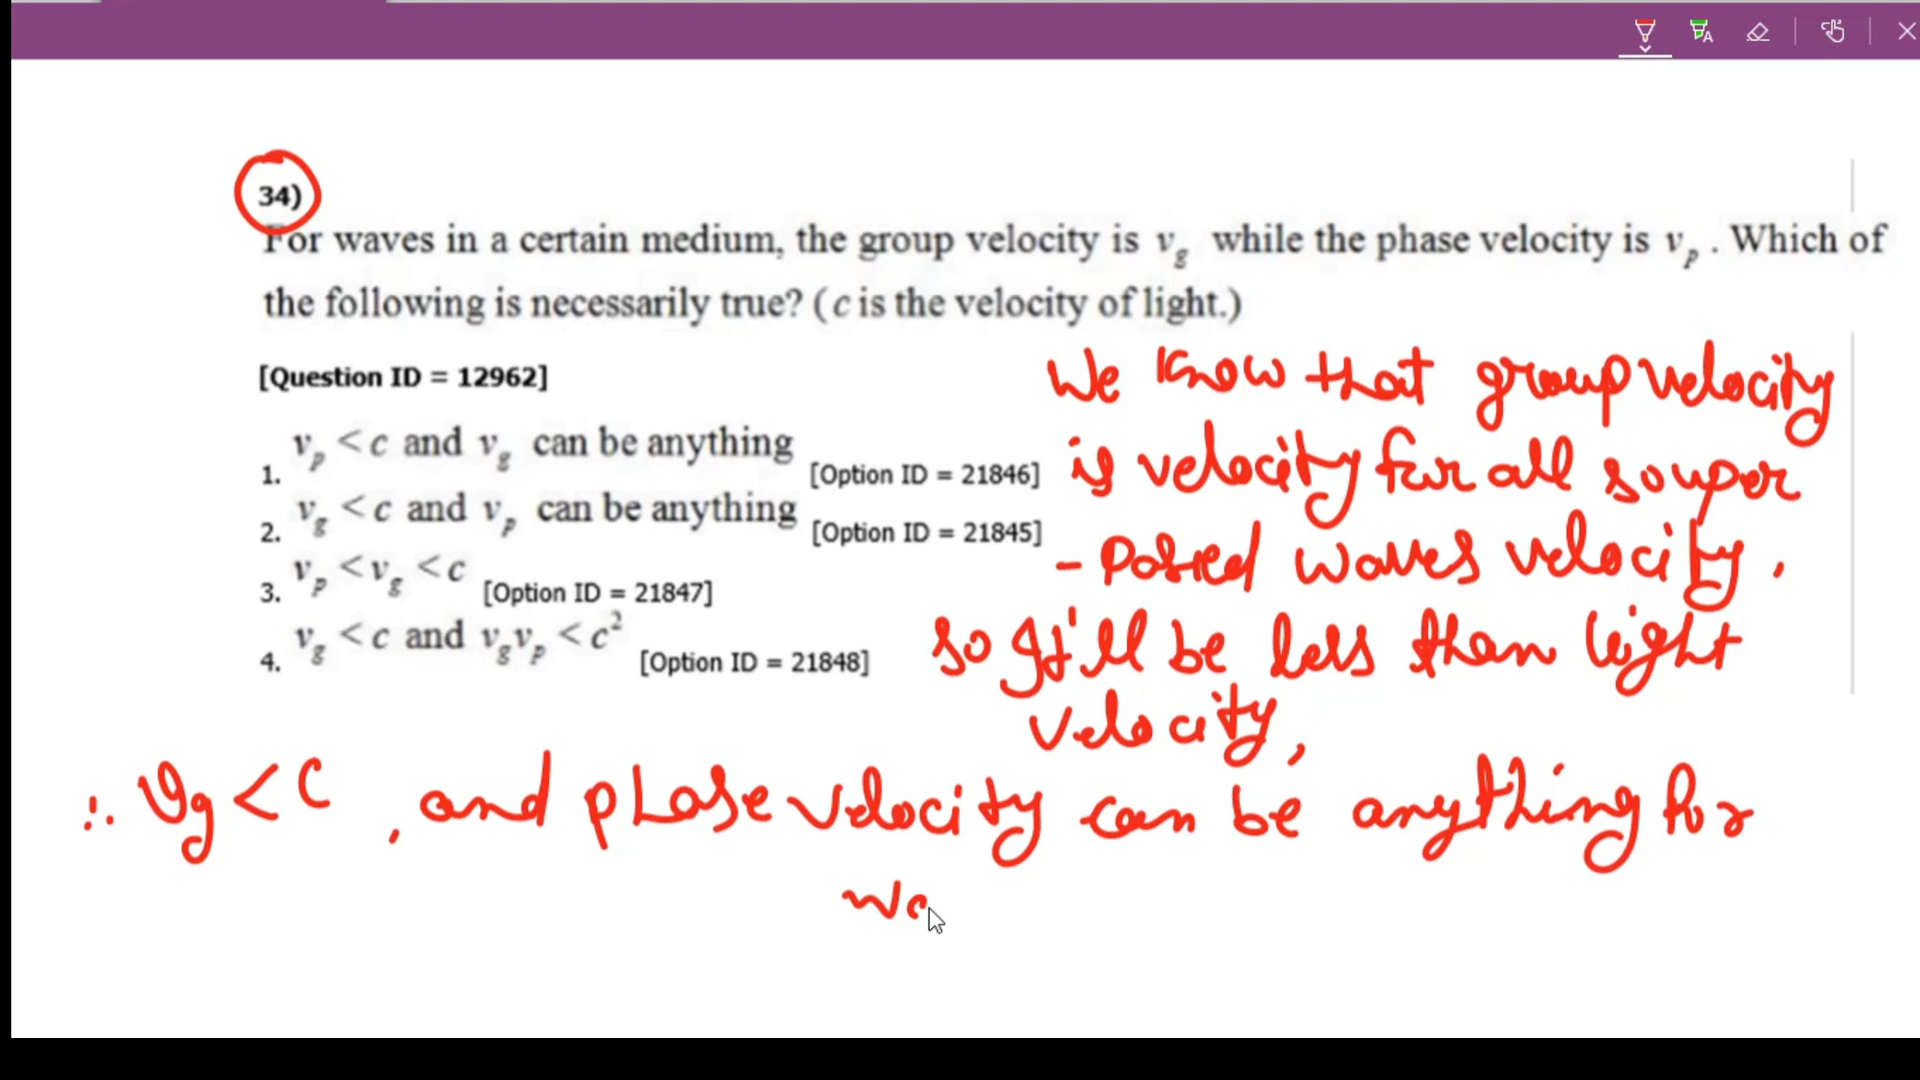 34)
For waves in a certain medium, the group velocity is v_g while the phase velocity is v_p . Which of
the following is necessarily true? (c is the velocity of light.)
[Question ID = 12962]
1. v_p < c and v_g can be anything [Option ID = 21846]
2. v_g < c and v_p can be anything [Option ID = 21845]
3. v_p < v_g < c [Option ID = 21847]
4. v_g < c and v_g v_p < c² [Option ID = 21848]
We know that group velocity
is velocity for all souper
- Posied waves velocity.
so It'll be less than light
velocity,
∴ Vg < C , and phase velocity can be anything for
wa